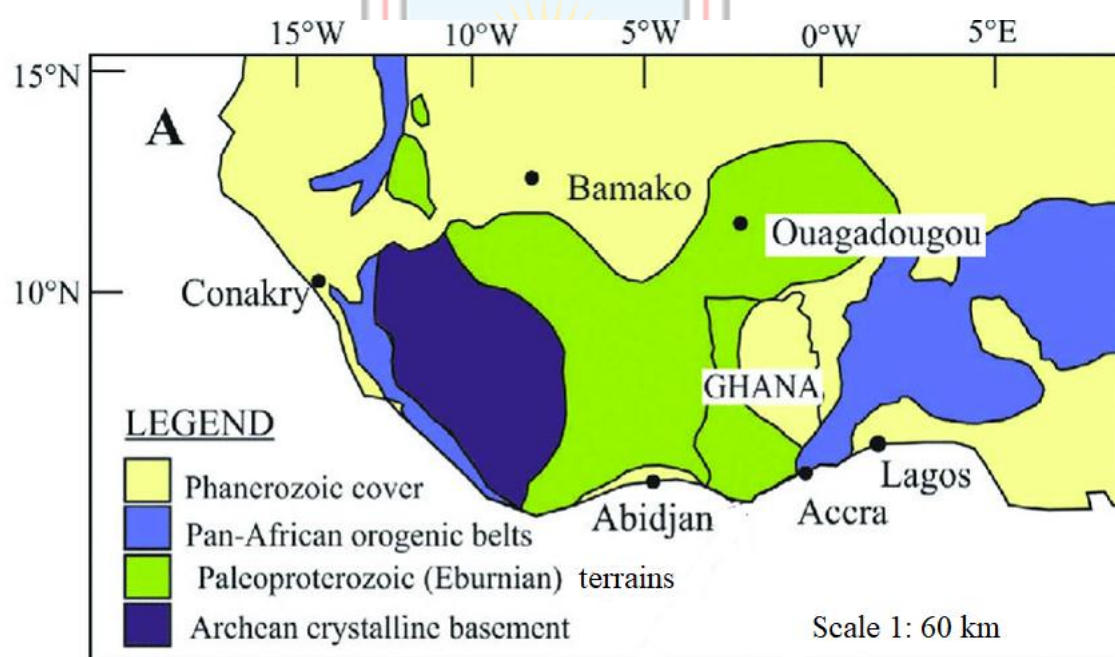 15°W 10°W 5°W 0°W 5°E
15°N
A
Bamako
Ouagadougou
10°N
Conakry
GHANA
LEGEND
Phanerozoic cover
Pan-African orogenic belts
Paleoproterozoic (Eburnian) terrains
Archean crystalline basement
Abidjan
Accra
Lagos
Scale 1: 60 km